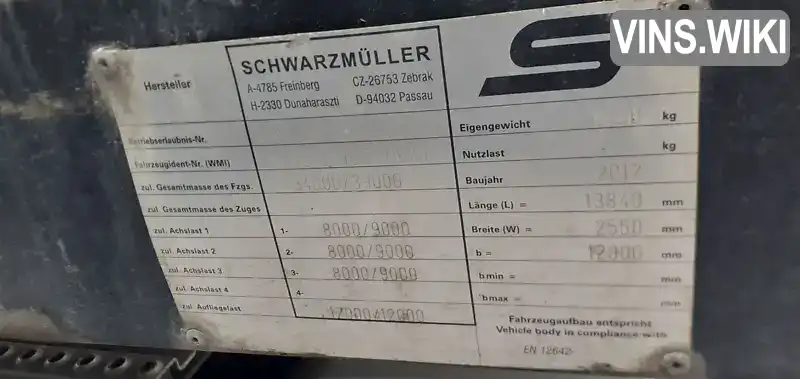 VINS.WIKI
Hersteller
SCHWARZMÜLLER
A-4785 Freinberg CZ-26753 Zebrak
H-2330 Dunaharaszti D-94032 Passau
Betriebserlaubnis-Nr.
Fahrzeugident-Nr. (WMI)
zul. Gesamtmasse des Fzgs.
zul. Gesamtmasse des Zuges
zul. Achslast 1 1- 8000/9000
zul. Achslast 2 2- 8000/9000
zul. Achslast 3 3- 8000/9000
zul. Achslast 4 4-
zul. Aufliegelast 12000/12000
Eigengewicht kg
Nutzlast kg
Baujahr 2012
Länge (L) = 13840 mm
Breite (W) = 2550 mm
b = 12000 mm
bmin = mm
bmax = mm
Fahrzeugaufbau entspricht
Vehicle body in compliance with
EN 12642